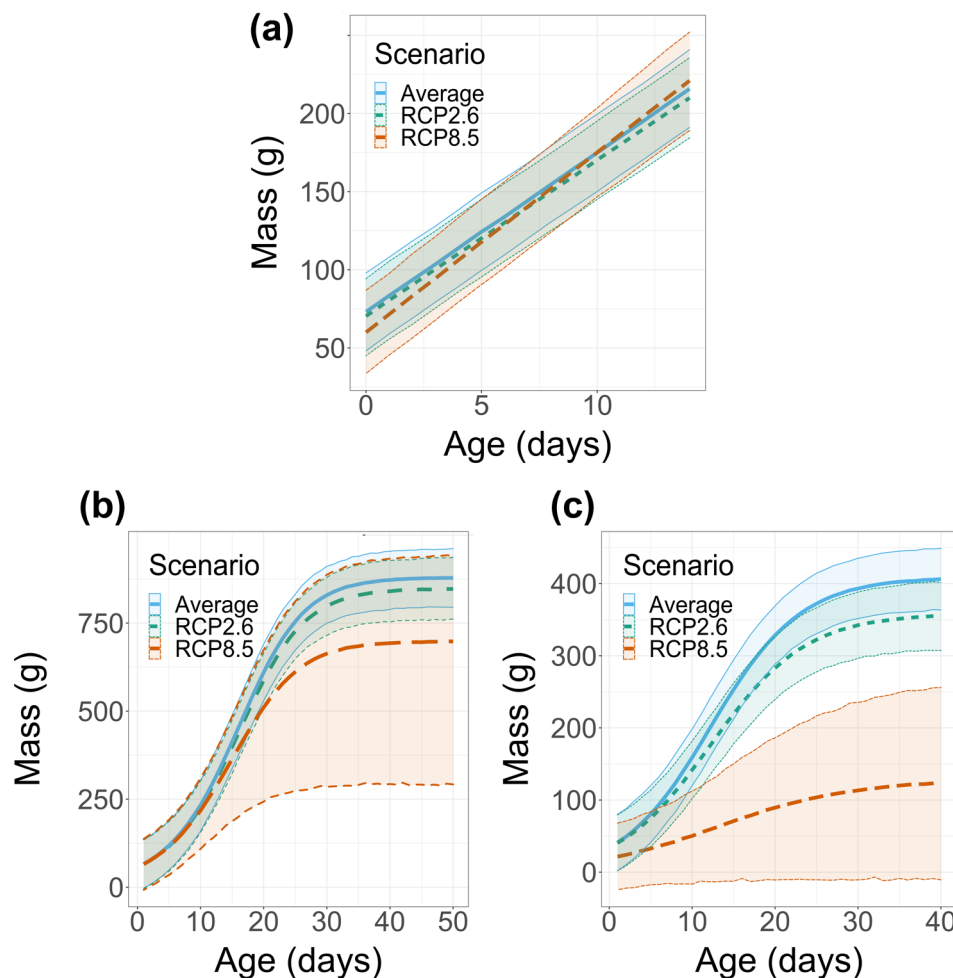 (a)
Scenario
Average
RCP2.6
RCP8.5
200
150
100
50
0 5 10
Mass (g)
Age (days)
(b)
Scenario
Average
RCP2.6
RCP8.5
750
500
250
0
0 10 20 30 40 50
Mass (g)
Age (days)
(c)
Scenario
Average
RCP2.6
RCP8.5
400
300
200
100
0
0 10 20 30 40
Mass (g)
Age (days)